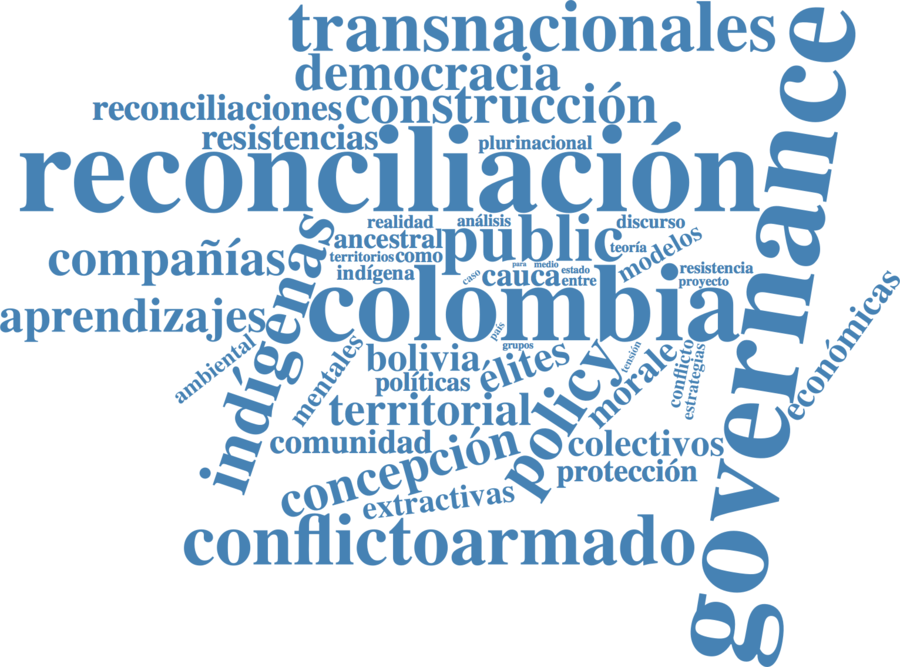 transnacionales
democracia
reconciliaciones
construcción
resistencias
plurinacional
reconciliación
governance
realidad
análisis
discurso
ancestral
public
teoría
modelos
territorios
como
indígena
caso
cauca
para
medio
estado
entre
resistencia
proyecto
compañías
indígenas
colombia
aprendizajes
económicas
país
grupos
tensión
ambiental
mentales
bolivia
élites
políticas
policy
morales
conflicto
estrategias
territorial
comunidad
concepción
colectivos
protección
extractivas
conflictoarmado